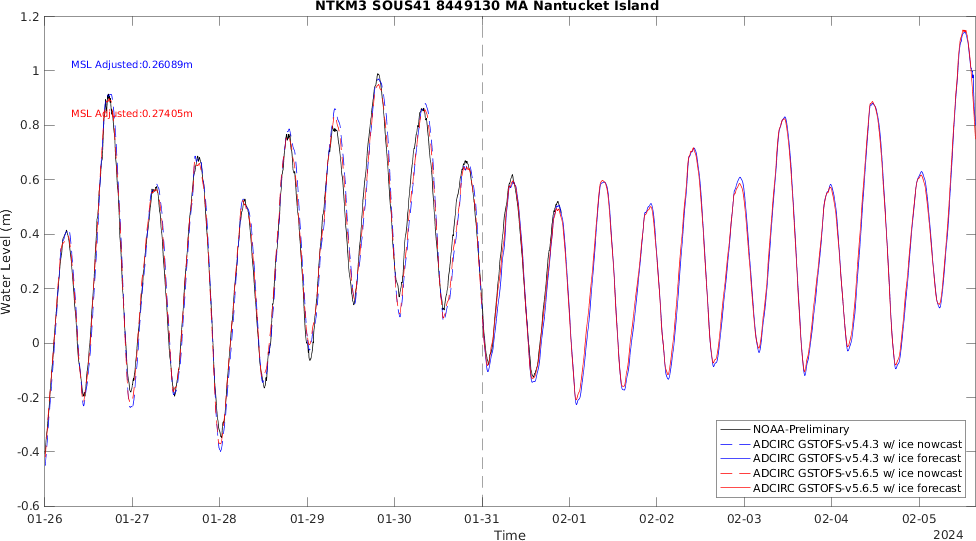 NTKM3 SOUS41 8449130 MA Nantucket Island
1.2
1
0.8
0.6
0.4
0.2
0
-0.2
-0.4
-0.6
Water Level (m)
MSL Adjusted:0.26089m
MSL Adjusted:0.27405m
NOAA-Preliminary
ADCIRC GSTOFS-v5.4.3 w/ ice nowcast
ADCIRC GSTOFS-v5.4.3 w/ ice forecast
ADCIRC GSTOFS-v5.6.5 w/ ice nowcast
ADCIRC GSTOFS-v5.6.5 w/ ice forecast
01-26 01-27 01-28 01-29 01-30 01-31 02-01 02-02 02-03 02-04 02-05
Time
2024